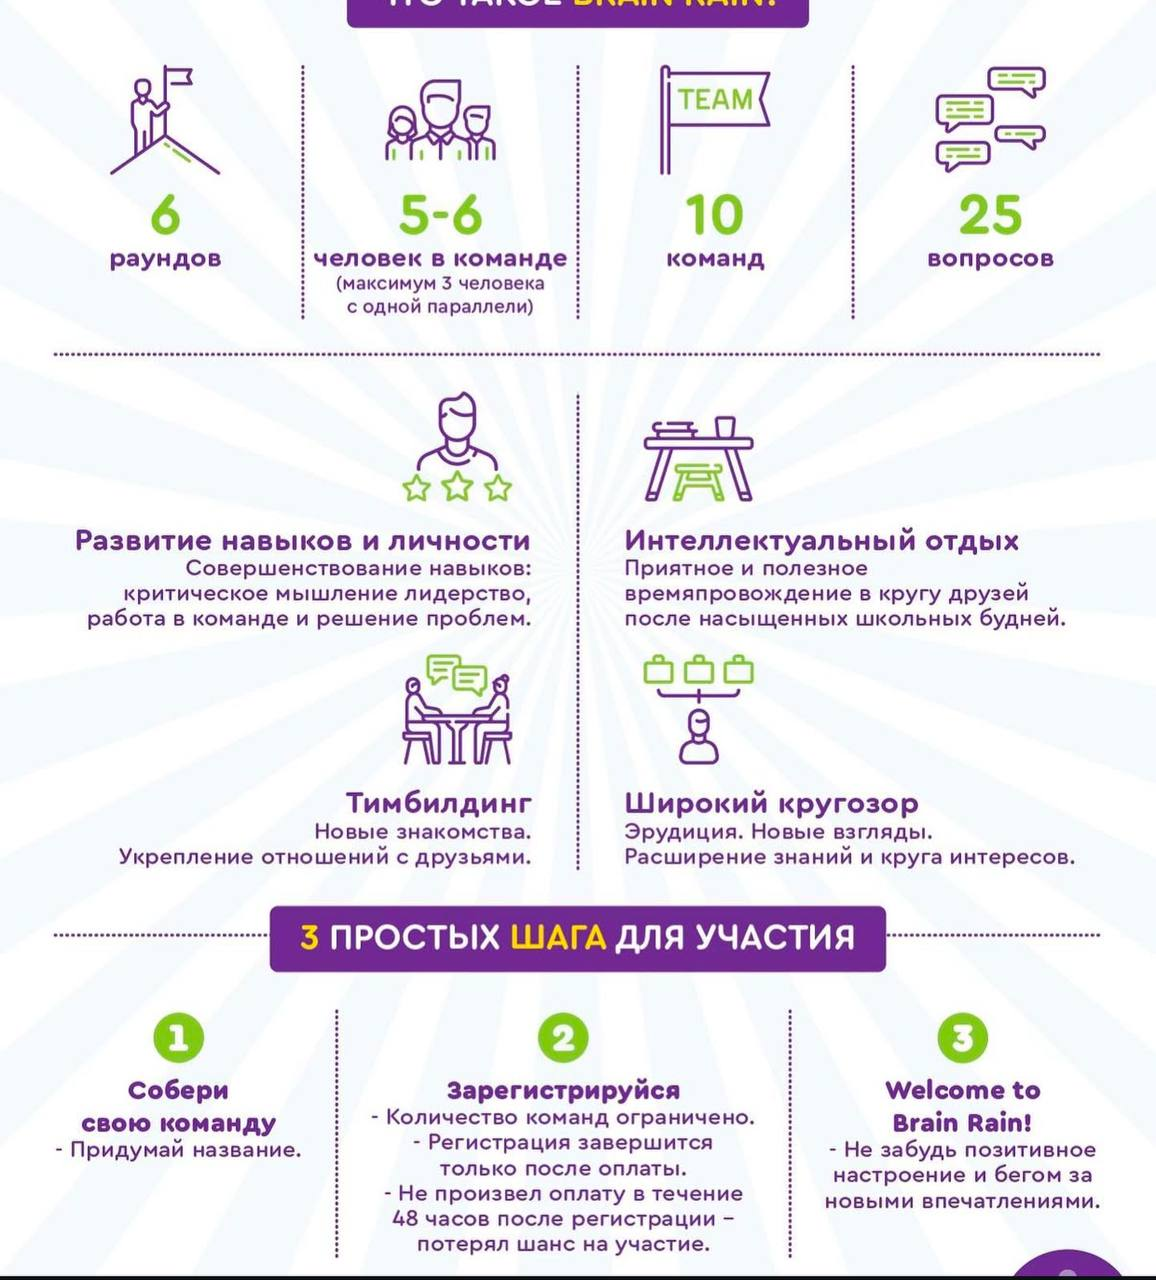 ЧТО ТАКОЕ BRAIN RAIN?
TEAM
6
раундов
5-6
человек в команде
(максимум 3 человека
с одной параллели)
10
команд
25
вопросов
Развитие навыков и личности
Совершенствование навыков:
критическое мышление лидерство,
работа в команде и решение проблем.
Интеллектуальный отдых
Приятное и полезное
времяпровождение в кругу друзей
после насыщенных школьных будней.
Тимбилдинг
Новые знакомства.
Укрепление отношений с друзьями.
Широкий кругозор
Эрудиция. Новые взгляды.
Расширение знаний и круга интересов.
3 ПРОСТЫХ ШАГА ДЛЯ УЧАСТИЯ
1
Собери
свою команду
- Придумай название.
2
Зарегистрируйся
- Количество команд ограничено.
- Регистрация завершится
только после оплаты.
- Не произвел оплату в течение
48 часов после регистрации –
потерял шанс на участие.
3
Welcome to
Brain Rain!
- Не забудь позитивное
настроение и бегом за
новыми впечатлениями.